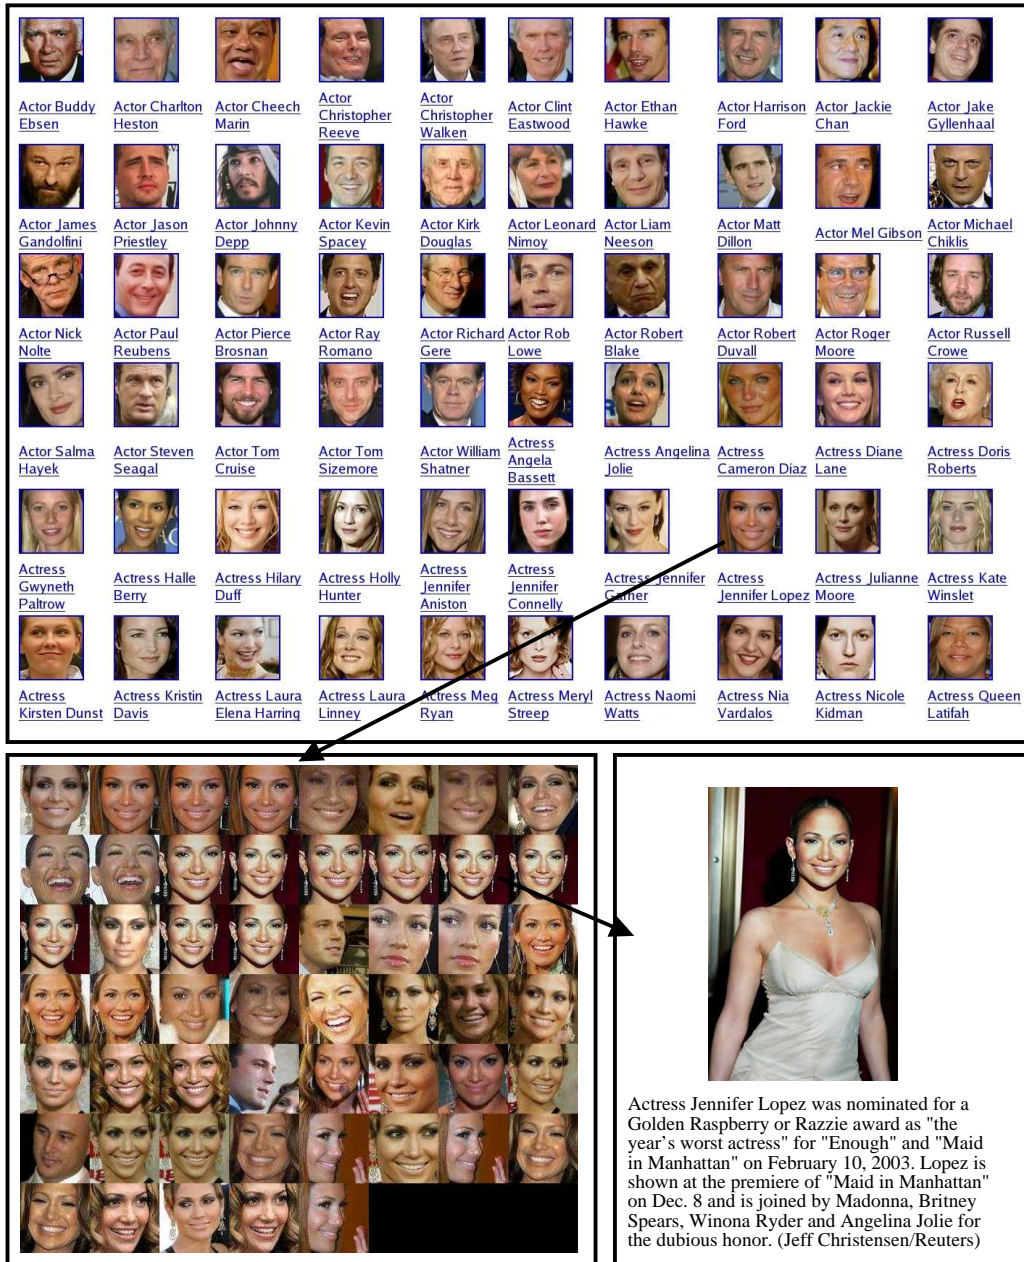 Actor Buddy Ebsen
Actor Charlton Heston
Actor Cheech Marin
Actor Christopher Reeve
Actor Christopher Walken
Actor Clint Eastwood
Actor Ethan Hawke
Actor Harrison Ford
Actor Jackie Chan
Actor Jake Gyllenhaal
Actor James Gandolfini
Actor Jason Priestley
Actor Johnny Depp
Actor Kevin Spacey
Actor Kirk Douglas
Actor Leonard Nimoy
Actor Liam Neeson
Actor Matt Dillon
Actor Mel Gibson
Actor Michael Chiklis
Actor Nick Nolte
Actor Paul Reubens
Actor Pierce Brosnan
Actor Ray Romano
Actor Richard Gere
Actor Rob Lowe
Actor Robert Blake
Actor Robert Duvall
Actor Roger Moore
Actor Russell Crowe
Actor Salma Hayek
Actor Steven Seagal
Actor Tom Cruise
Actor Tom Sizemore
Actor William Shatner
Actress Angela Bassett
Actress Angelina Jolie
Actress Cameron Diaz
Actress Diane Lane
Actress Doris Roberts
Actress Gwyneth Paltrow
Actress Halle Berry
Actress Hilary Duff
Actress Holly Hunter
Actress Jennifer Aniston
Actress Jennifer Connelly
Actress Jennifer Garner
Actress Jennifer Lopez
Actress Julianne Moore
Actress Kate Winslet
Actress Kirsten Dunst
Actress Kristin Davis
Actress Laura Elena Harring
Actress Laura Linney
Actress Meg Ryan
Actress Meryl Streep
Actress Naomi Watts
Actress Nia Vardalos
Actress Nicole Kidman
Actress Queen Latifah
Actress Jennifer Lopez was nominated for a
Golden Raspberry or Razzie award as "the
year's worst actress" for "Enough" and "Maid
in Manhattan" on February 10, 2003. Lopez is
shown at the premiere of "Maid in Manhattan"
on Dec. 8 and is joined by Madonna, Britney
Spears, Winona Ryder and Angelina Jolie for
the dubious honor. (Jeff Christensen/Reuters)